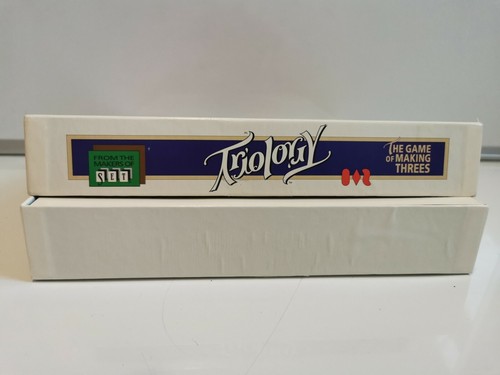 FROM THE
MAKERS OF
SET
Triology
THE GAME
OF MAKING
THREES